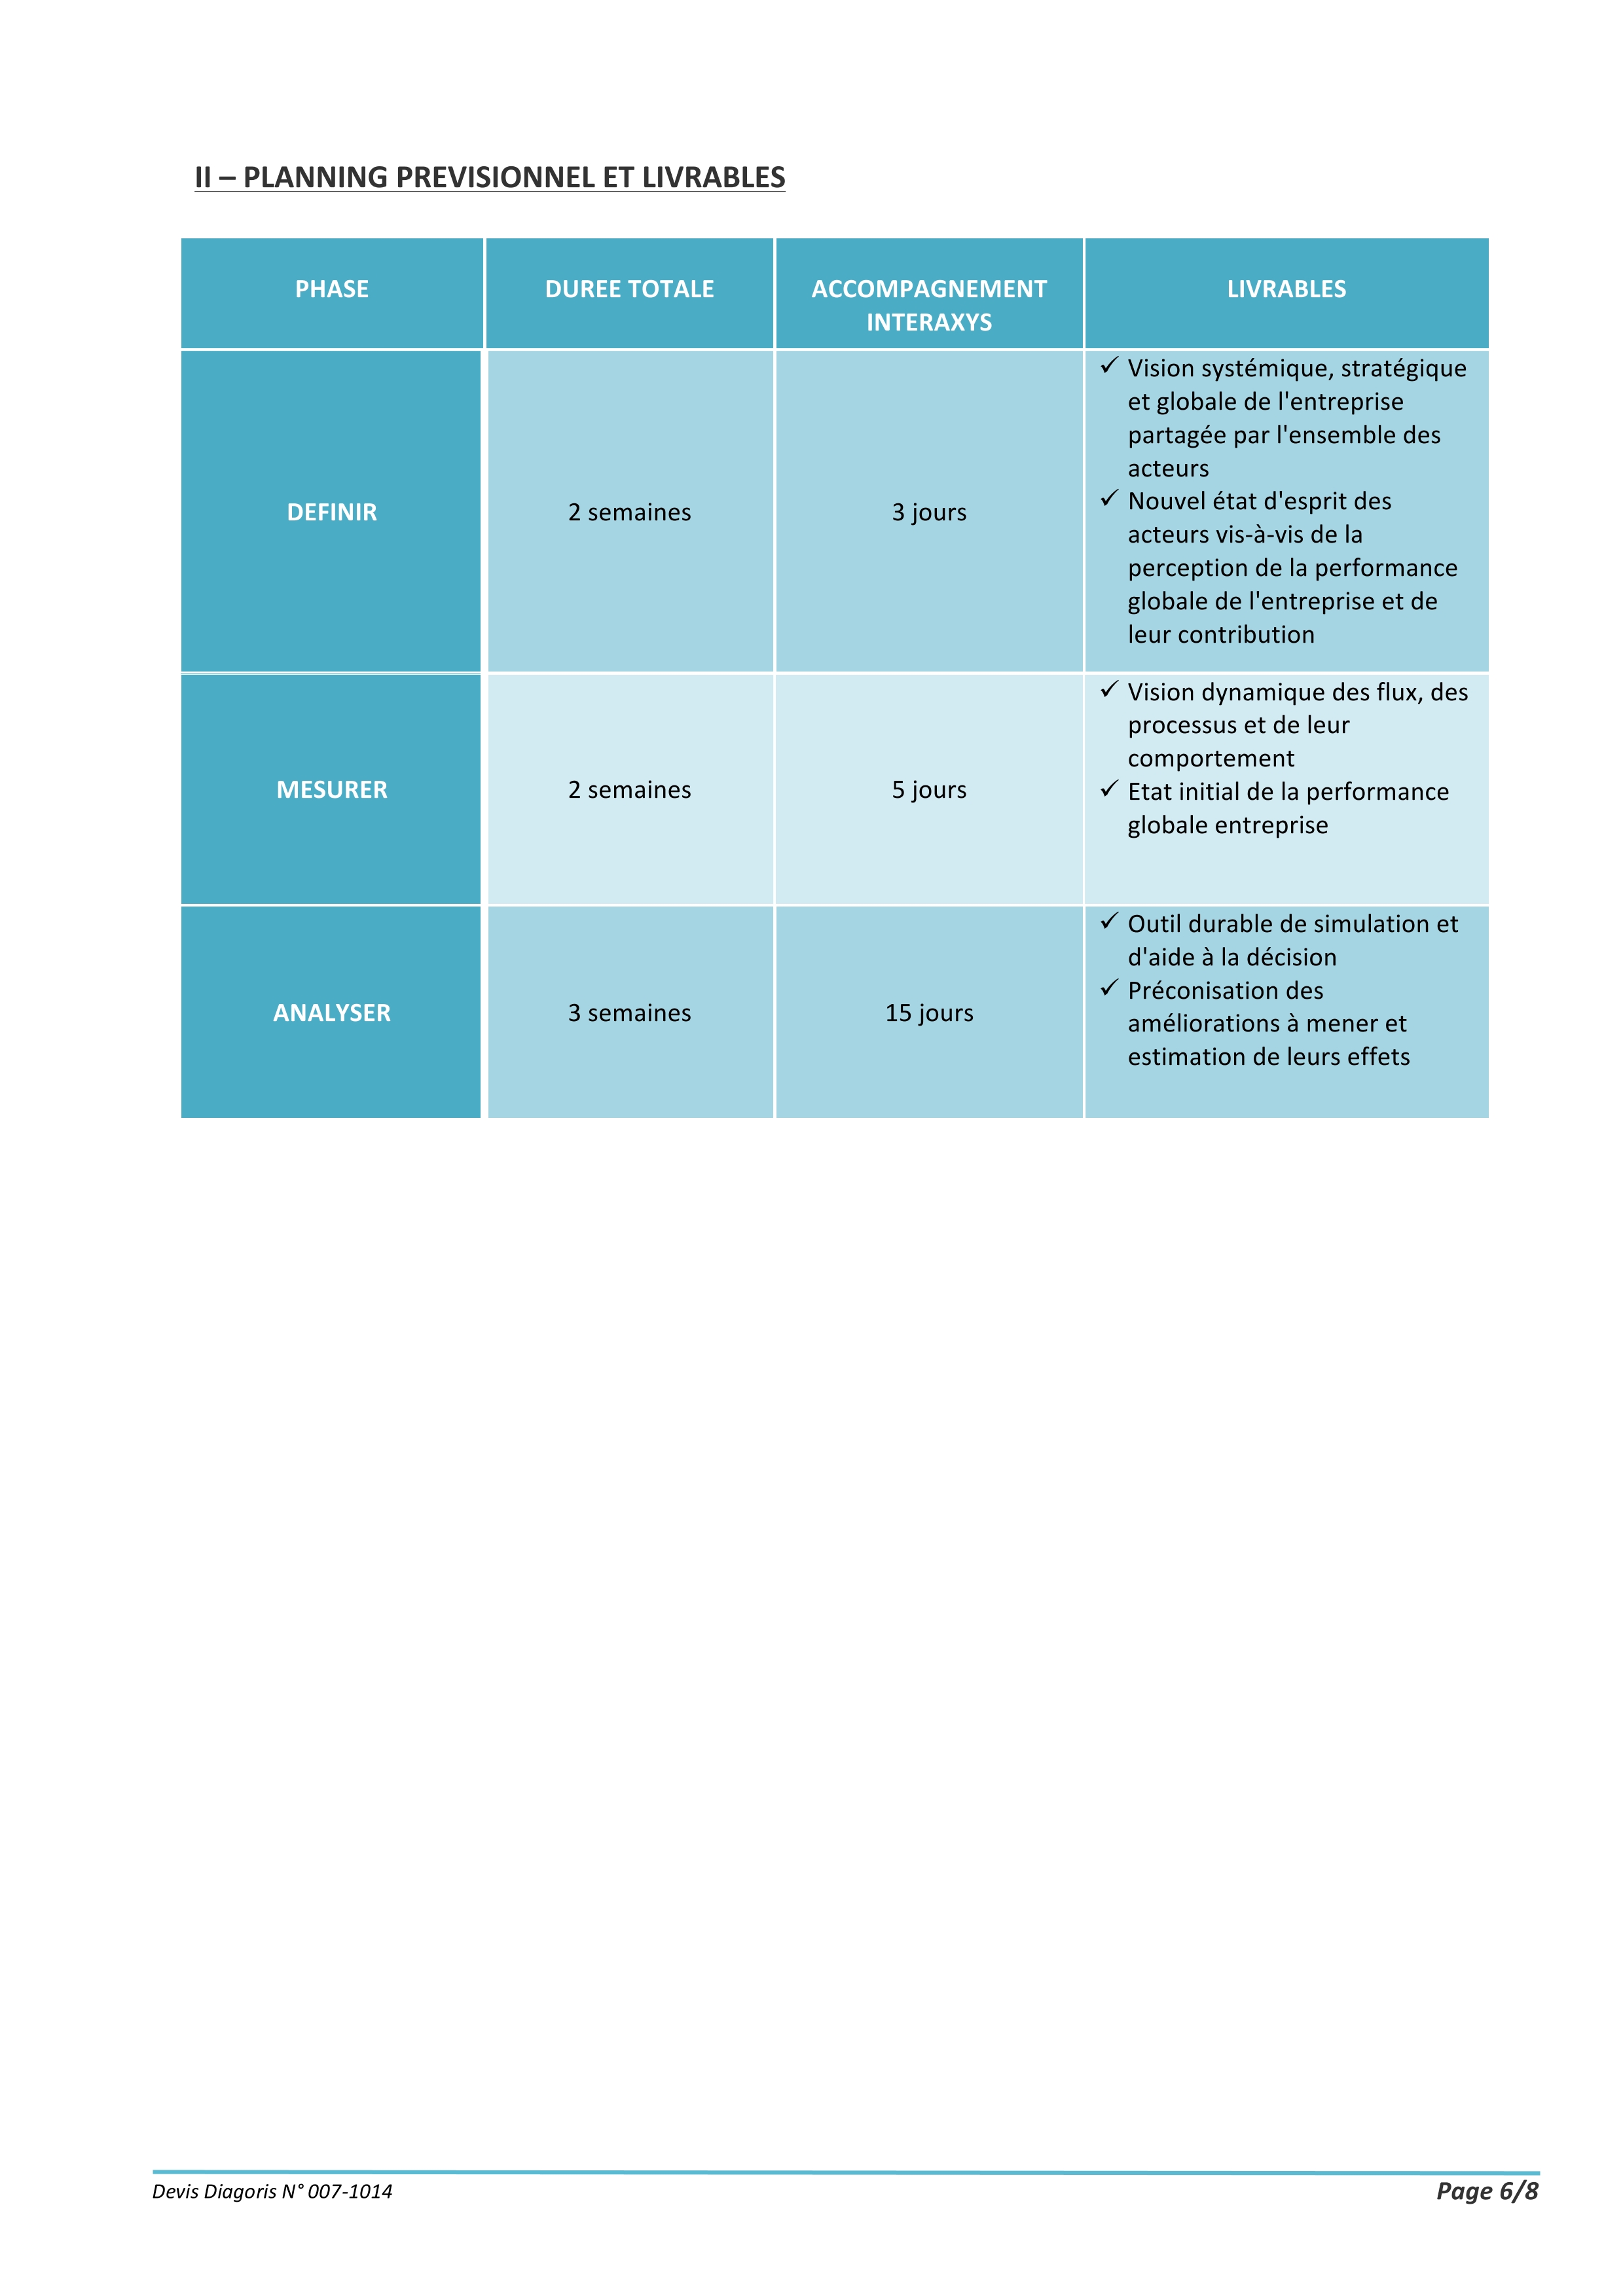 II – PLANNING PREVISIONNEL ET LIVRABLES
PHASE
DUREE TOTALE
ACCOMPAGNEMENT
INTERAXYS
LIVRABLES
DEFINIR
2 semaines
3 jours
✓ Vision systémique, stratégique
et globale de l'entreprise
partagée par l'ensemble des
acteurs
✓ Nouvel état d'esprit des
acteurs vis-à-vis de la
perception de la performance
globale de l'entreprise et de
leur contribution
MESURER
2 semaines
5 jours
✓ Vision dynamique des flux, des
processus et de leur
comportement
✓ Etat initial de la performance
globale entreprise
ANALYSER
3 semaines
15 jours
✓ Outil durable de simulation et
d'aide à la décision
✓ Préconisation des
améliorations à mener et
estimation de leurs effets
Devis Diagoris N° 007-1014
Page 6/8